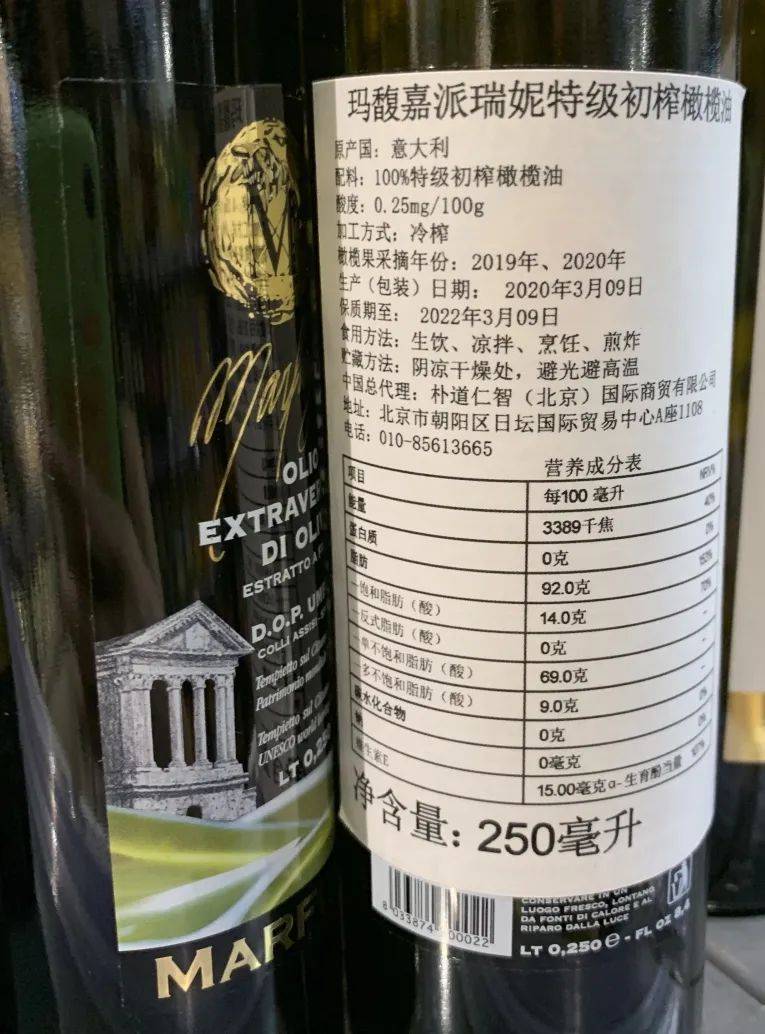 OLIO
EXTRAVE
DI OLI
ESTRATTO A
D.O.P. UM
COLLI ASSISI
Tempietto sul
Patrimonio
Tempietto sul
UNESCO world
LT 0,250
MARF
玛馥嘉派瑞妮特级初榨橄榄油
原产国：意大利
配料：100%特级初榨橄榄油
酸度：0.25mg/100g
加工方式：冷榨
橄榄果采摘年份：2019年、2020年
生产（包装）日期： 2020年3月09日
保质期至： 2022年3月09日
食用方法：生饮、凉拌、烹饪、煎炸
贮藏方法：阴凉干燥处，避光避高温
中国总代理：朴道仁智（北京）国际商贸有限公司
地址：北京市朝阳区日坛国际贸易中心A座1108
电话：010-85613665
营养成分表
项目 每100 毫升 NRV%
能量 3389千焦 40%
蛋白质 0克 0%
脂肪 92.0克 153%
—饱和脂肪（酸） 14.0克 70%
—反式脂肪（酸） 0克 -
—单不饱和脂肪（酸） 69.0克 -
—多不饱和脂肪（酸） 9.0克 -
碳水化合物 0克 0%
钠 0毫克 0%
维生素E 15.00毫克α-生育酚当量 107%
净含量：250毫升
8 033874 00022
CONSERVARE IN UN
LUOGO FRESCO, LONTANO
DA FONTI DI CALORE E AL
RIPARO DALLA LUCE
LT 0,250 e - FL OZ 8,4